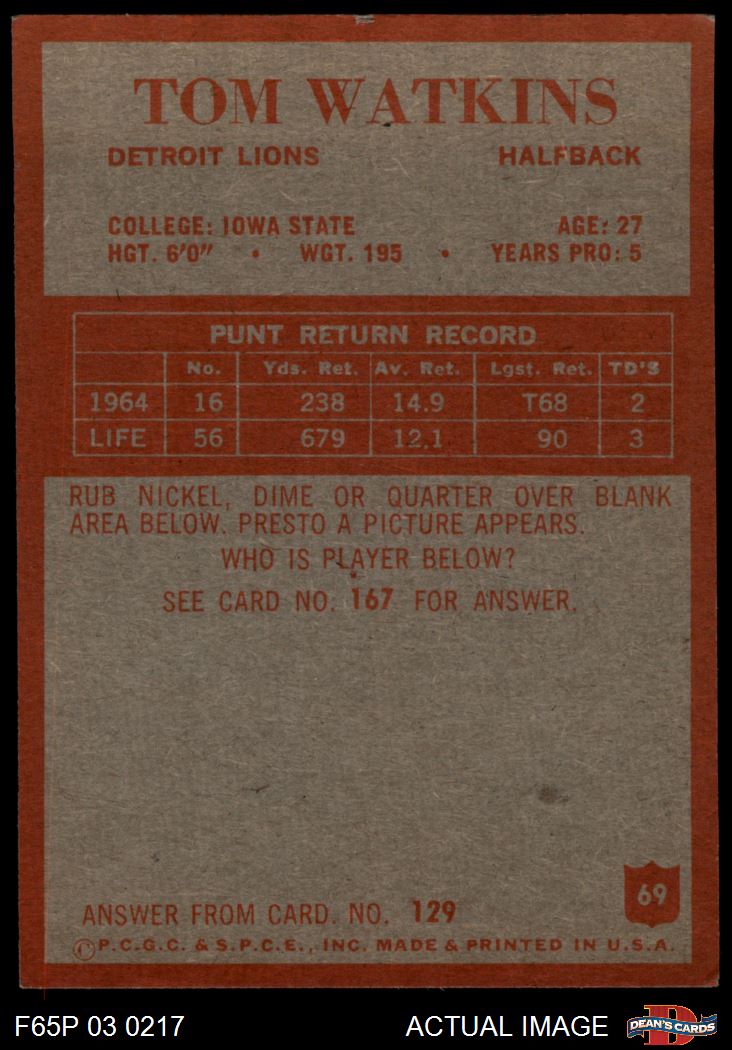 TOM WATKINS
DETROIT LIONS HALFBACK
COLLEGE: IOWA STATE AGE: 27
HGT. 6'0" • WGT. 195 • YEARS PRO: 5
PUNT RETURN RECORD
No. Yds. Ret. Av. Ret. Lgst. Ret. TD'S
1964 16 238 14.9 T68 2
LIFE 56 679 12.1 90 3
RUB NICKEL, DIME OR QUARTER OVER BLANK
AREA BELOW. PRESTO A PICTURE APPEARS.
WHO IS PLAYER BELOW?
SEE CARD NO. 167 FOR ANSWER.
69
ANSWER FROM CARD. NO. 129
©P.C.G.C. & S.P.C.E., INC. MADE & PRINTED IN U.S.A.
F65P 03 0217 ACTUAL IMAGE
D
DEAN'S CARDS